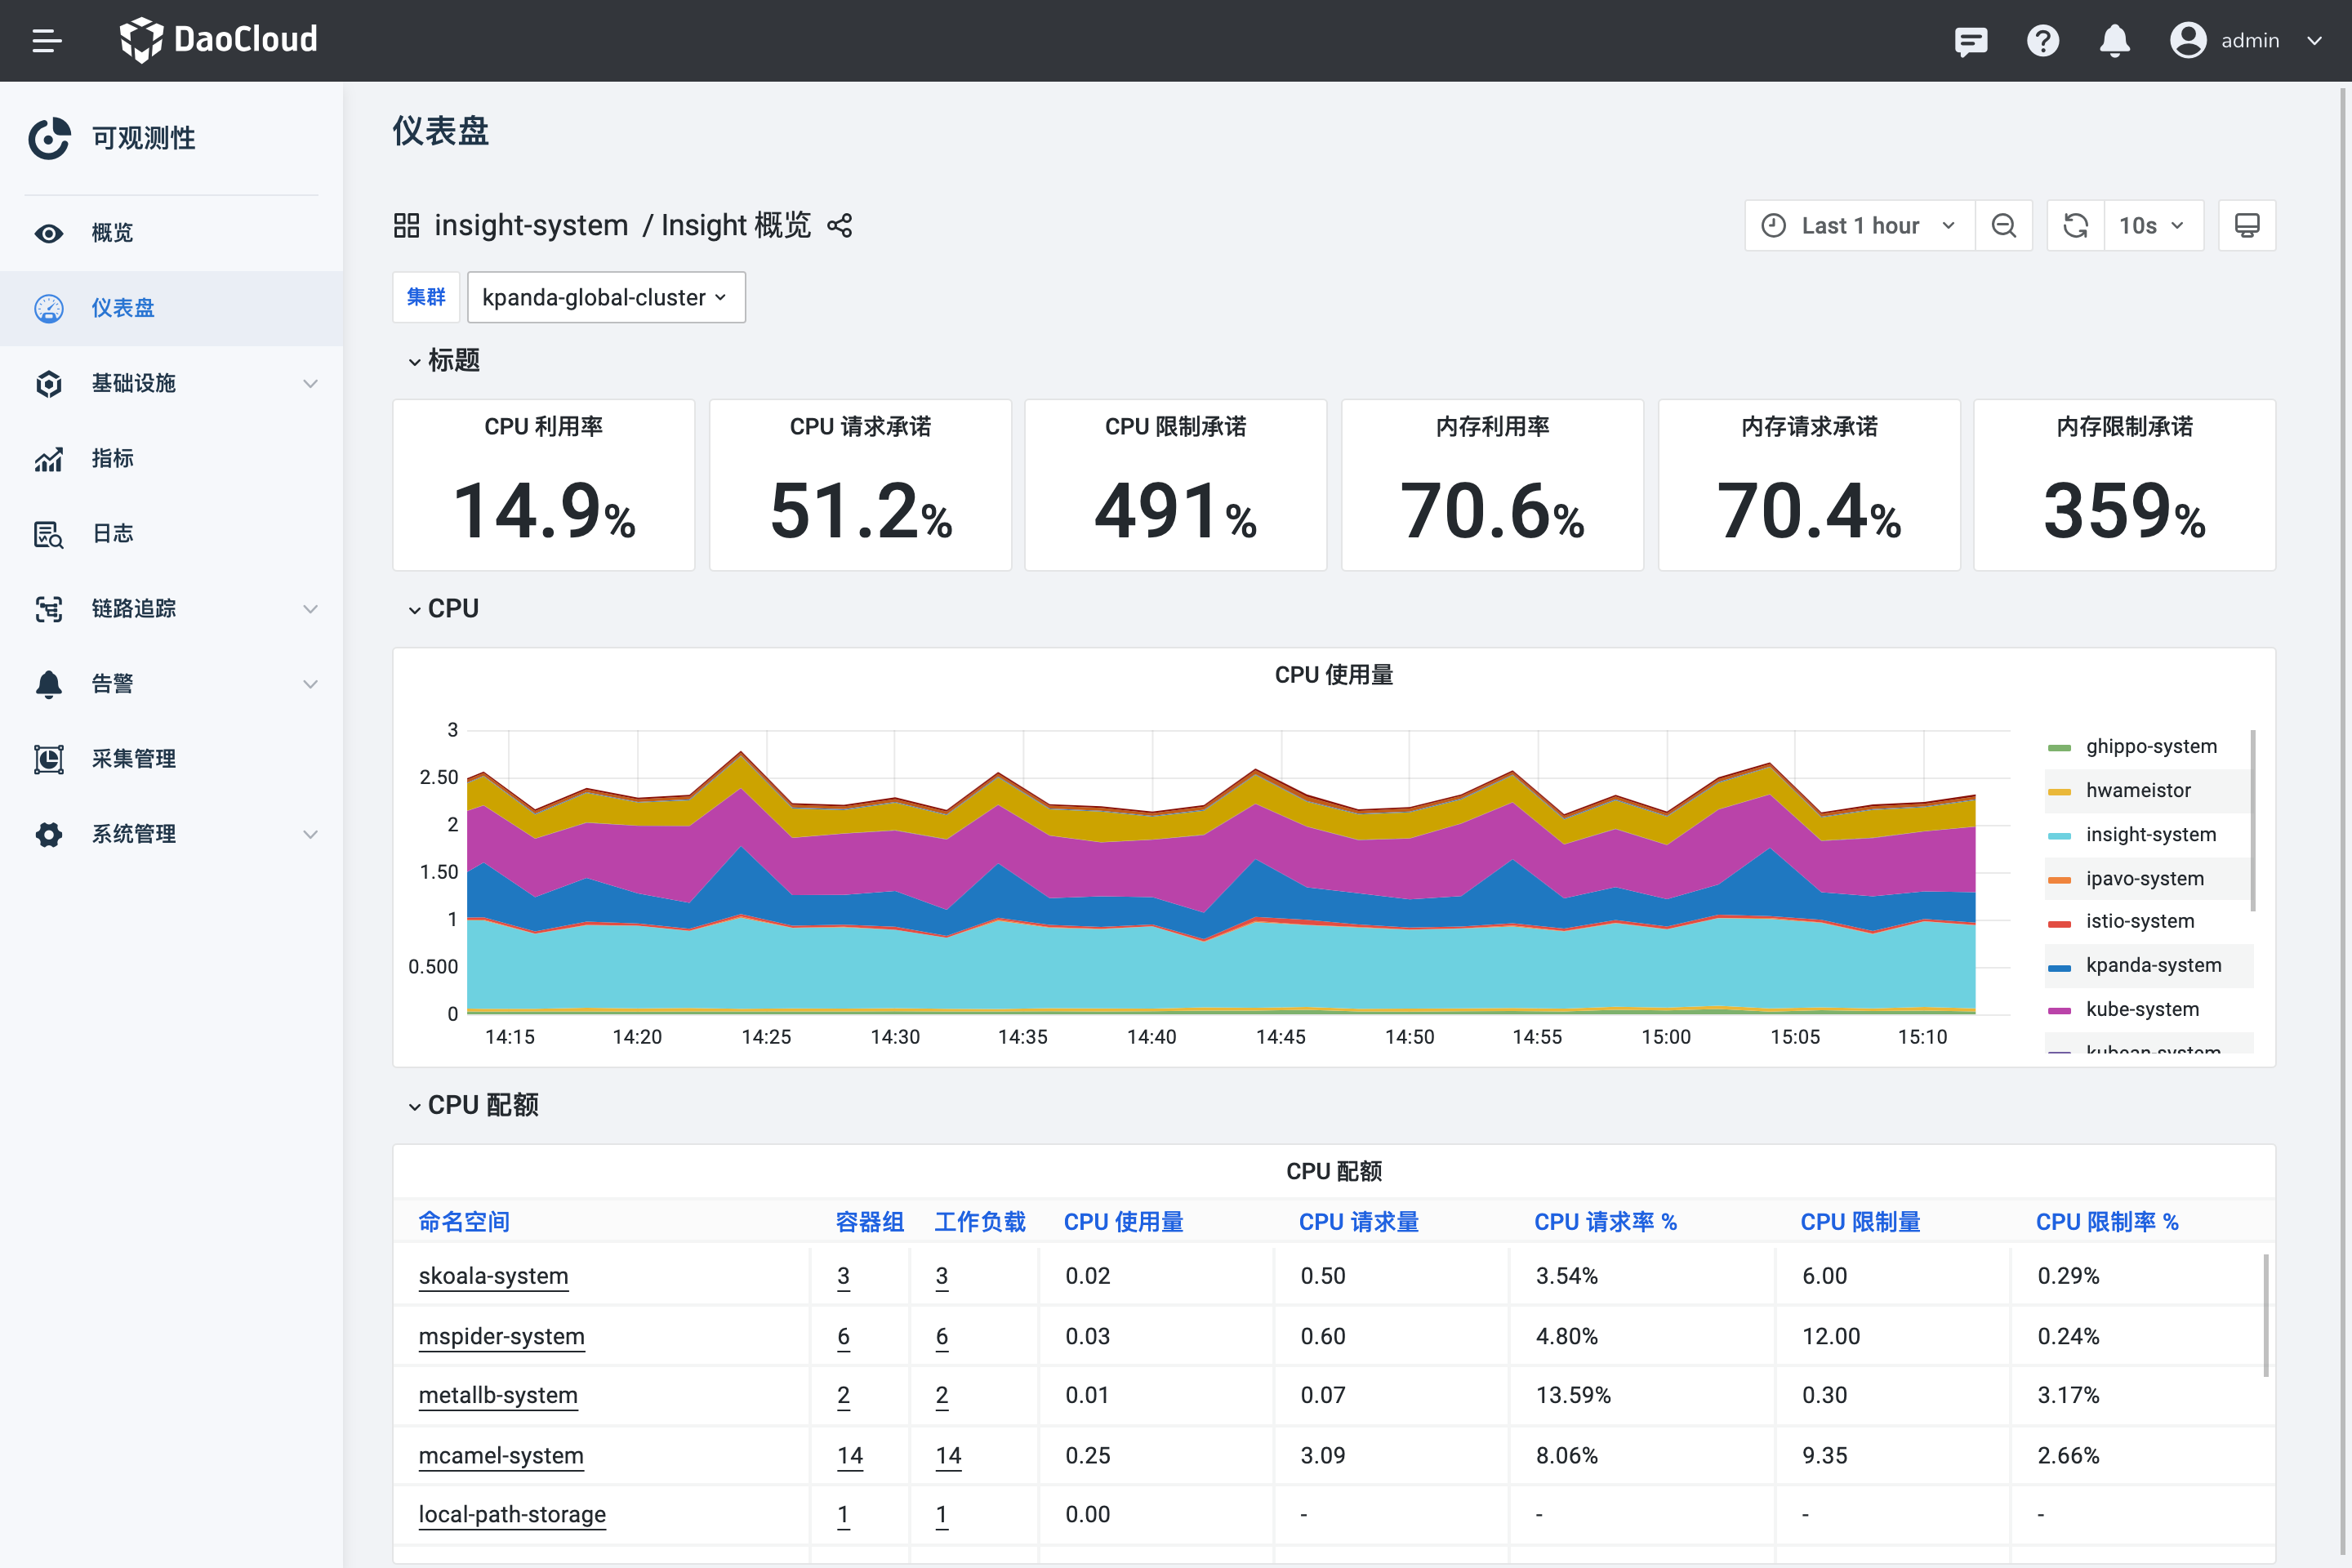 DaoCloud
admin
可观测性
概览
仪表盘
基础设施
指标
日志
链路追踪
告警
采集管理
系统管理
仪表盘
insight-system / Insight 概览
Last 1 hour
10s
集群 kpanda-global-cluster
标题
CPU 利用率
14.9%
CPU 请求承诺
51.2%
CPU 限制承诺
491%
内存利用率
70.6%
内存请求承诺
70.4%
内存限制承诺
359%
CPU
CPU 使用量
3
2.50
2
1.50
1
0.500
0
14:15 14:20 14:25 14:30 14:35 14:40 14:45 14:50 14:55 15:00 15:05 15:10
ghippo-system
hwameistor
insight-system
ipavo-system
istio-system
kpanda-system
kube-system
kubean-system
CPU 配额
CPU 配额
命名空间 容器组 工作负载 CPU 使用量 CPU 请求量 CPU 请求率 % CPU 限制量 CPU 限制率 %
skoala-system 3 3 0.02 0.50 3.54% 6.00 0.29%
mspider-system 6 6 0.03 0.60 4.80% 12.00 0.24%
metallb-system 2 2 0.01 0.07 13.59% 0.30 3.17%
mcamel-system 14 14 0.25 3.09 8.06% 9.35 2.66%
local-path-storage 1 1 0.00 - - - -